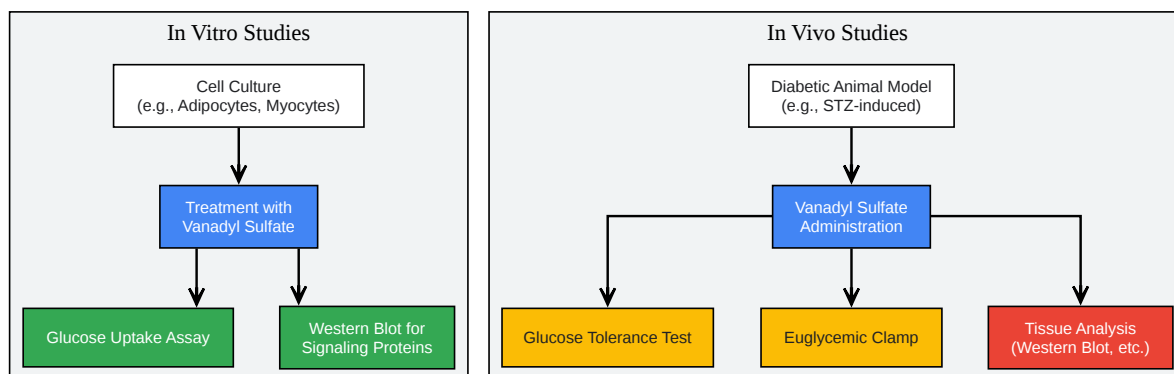 In Vitro Studies
Cell Culture
(e.g., Adipocytes, Myocytes)
Treatment with
Vanadyl Sulfate
Glucose Uptake Assay
Western Blot for
Signaling Proteins
In Vivo Studies
Diabetic Animal Model
(e.g., STZ-induced)
Vanadyl Sulfate
Administration
Glucose Tolerance Test
Euglycemic Clamp
Tissue Analysis
(Western Blot, etc.)